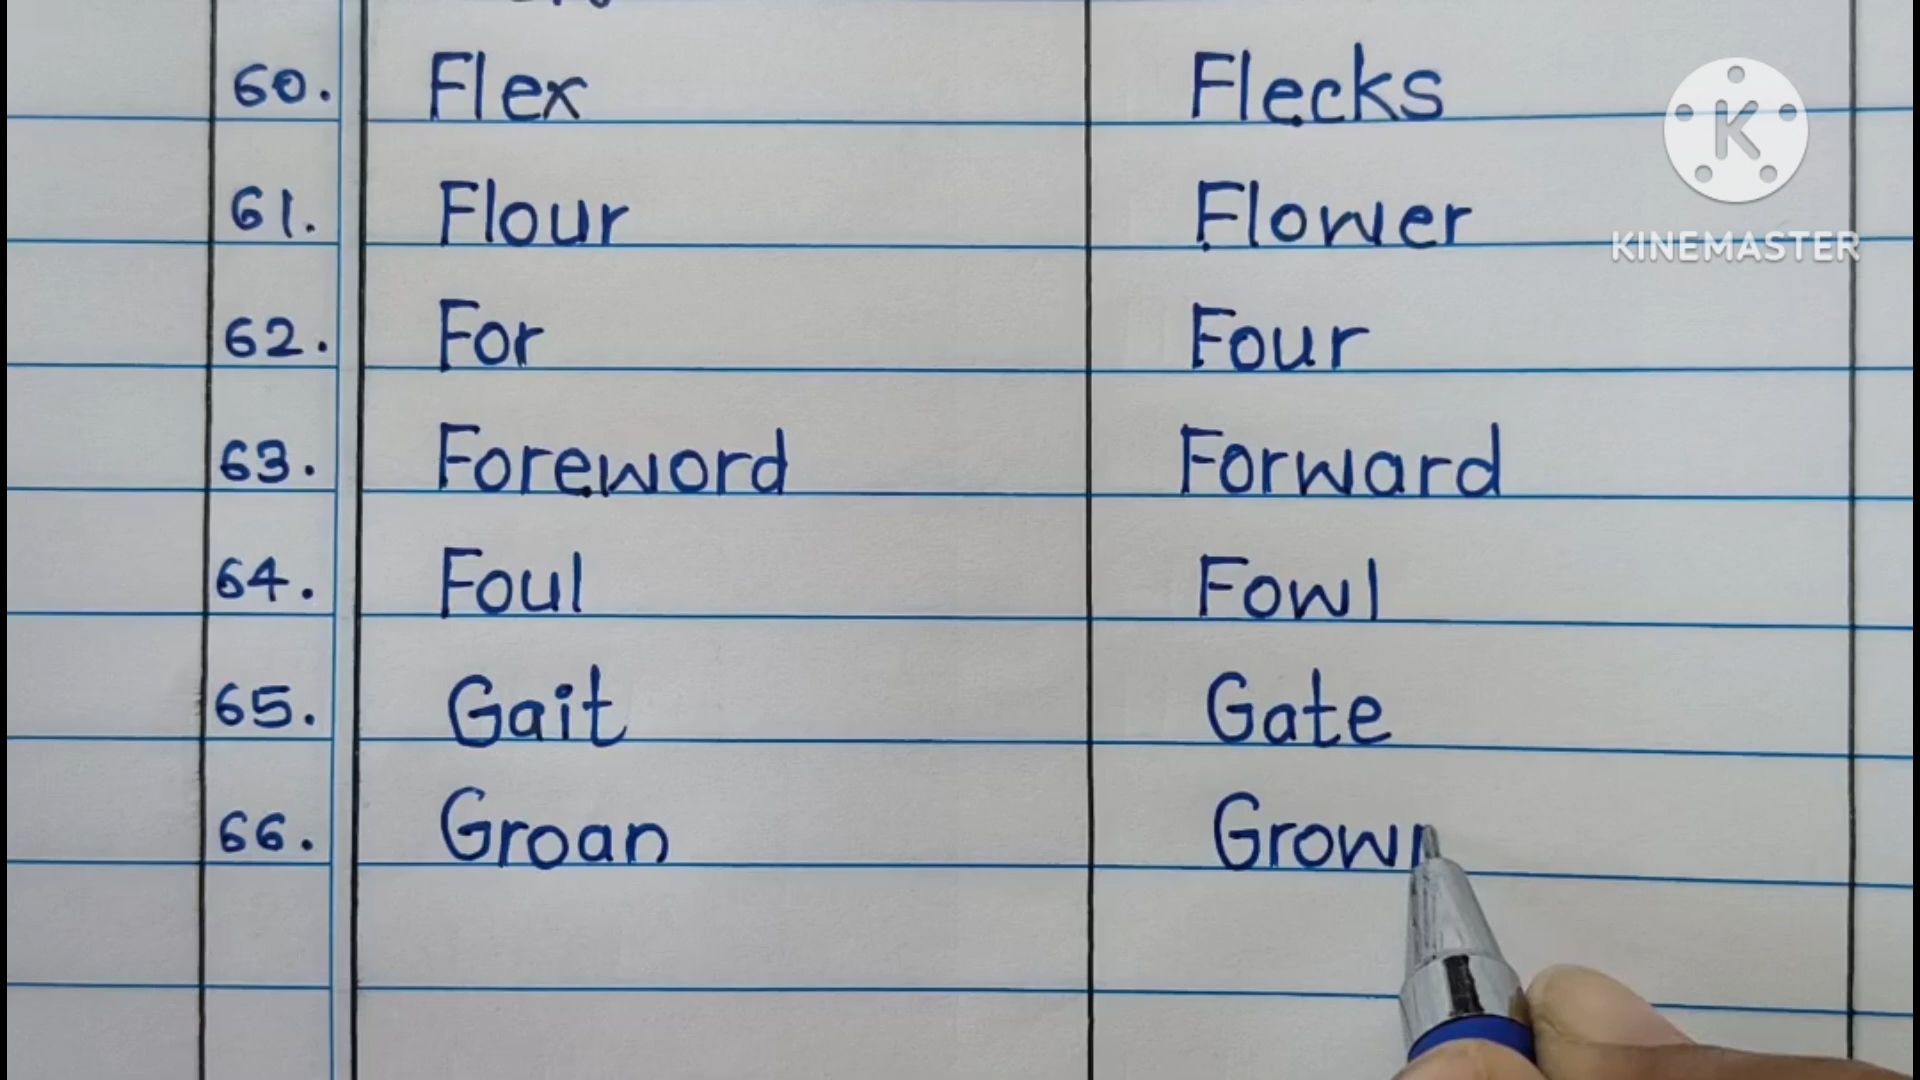 60. Flex Flecks
61. Flour Flower
62. For Four
63. Foreword Forward
64. Foul Fowl
65. Gait Gate
66. Groan
KINEMASTER